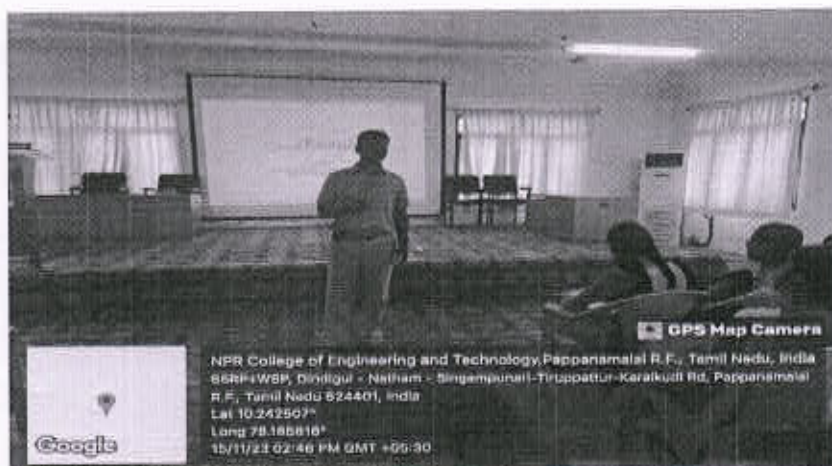 GPS Map Camera
NPR College of Engineering and Technology,Pappanamalai R.F., Tamil Nadu, India
Dindigul - Natham - Singampunari-Tiruppattur-Karaikudi Rd, Pappanamalai
R.F., Tamil Nadu 624401, India
Lat 10.242507°
Long 78.185816°
15/11/23 02:46 PM GMT +05:30
Google